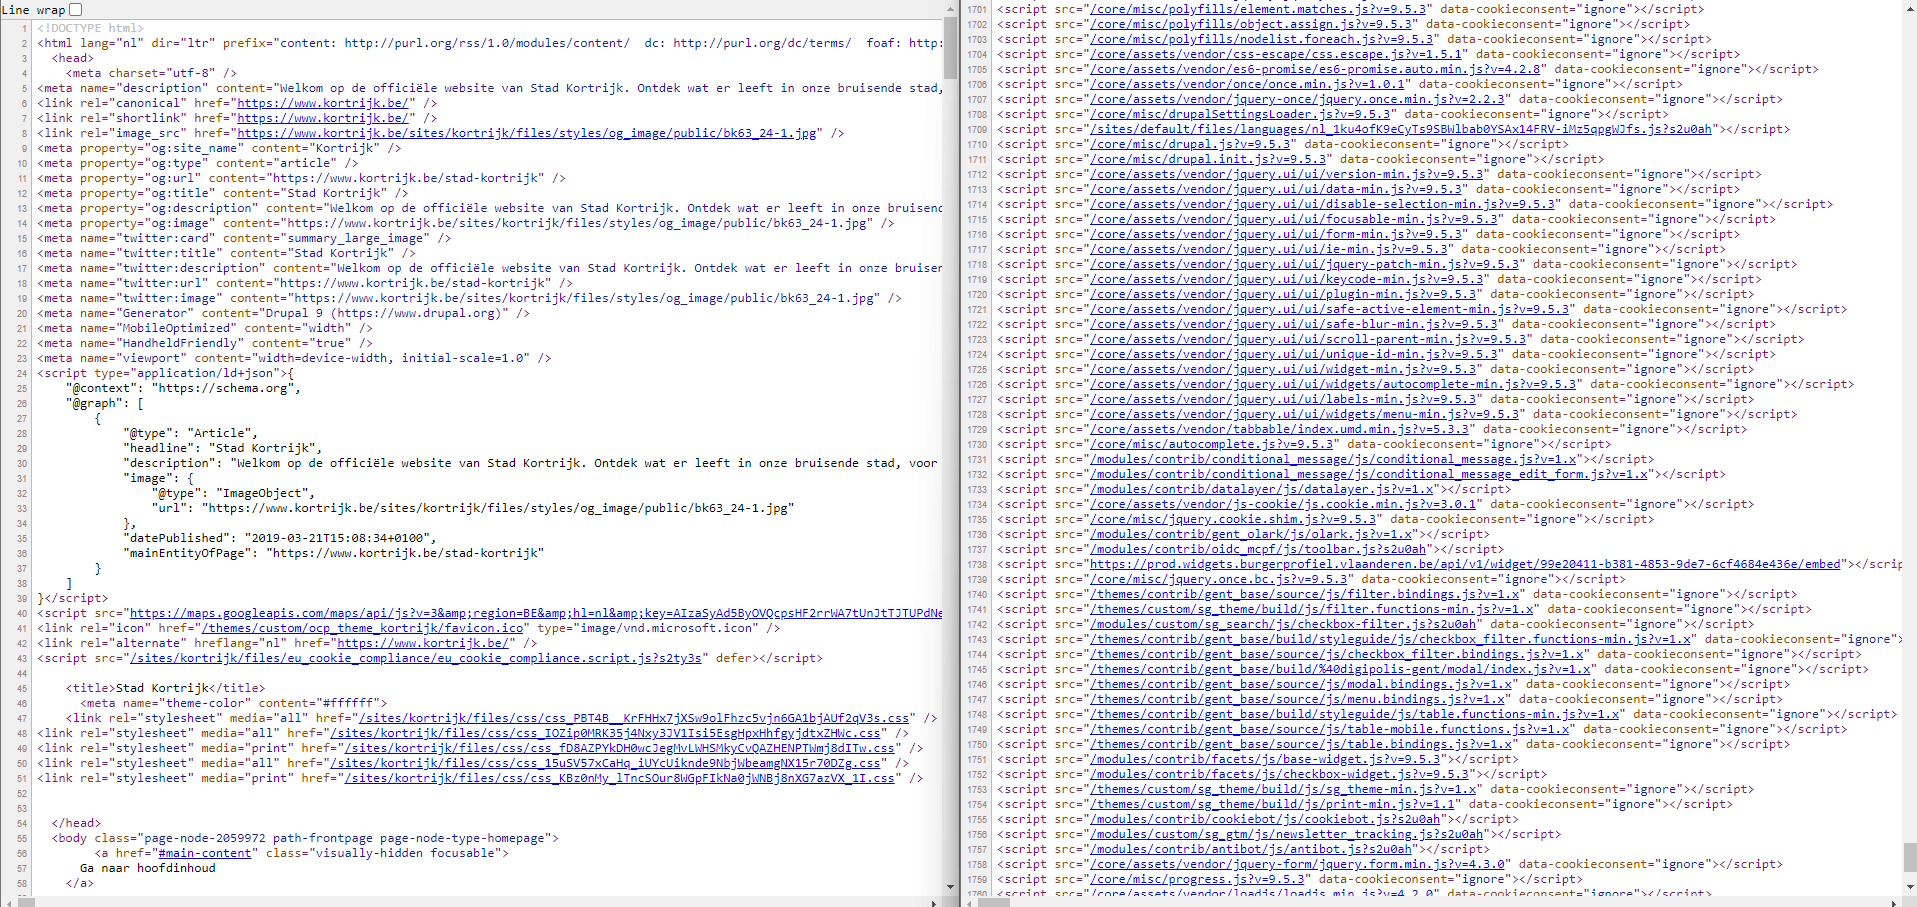 Line wrap
1 <!DOCTYPE html>
2 <html lang="nl" dir="ltr" prefix="content: http://purl.org/rss/1.0/modules/content/  dc: http://purl.org/dc/terms/  foaf: http:
3 <head>
4 <meta charset="utf-8" />
5 <meta name="description" content="Welkom op de officiële website van Stad Kortrijk. Ontdek wat er leeft in onze bruisende stad,
6 <link rel="canonical" href="https://www.kortrijk.be/" />
7 <link rel="shortlink" href="https://www.kortrijk.be/" />
8 <link rel="image_src" href="https://www.kortrijk.be/sites/kortrijk/files/styles/og_image/public/bk63_24-1.jpg" />
9 <meta property="og:site_name" content="Kortrijk" />
10 <meta property="og:type" content="article" />
11 <meta property="og:url" content="https://www.kortrijk.be/stad-kortrijk" />
12 <meta property="og:title" content="Stad Kortrijk" />
13 <meta property="og:description" content="Welkom op de officiële website van Stad Kortrijk. Ontdek wat er leeft in onze bruisend
14 <meta property="og:image" content="https://www.kortrijk.be/sites/kortrijk/files/styles/og_image/public/bk63_24-1.jpg" />
15 <meta name="twitter:card" content="summary_large_image" />
16 <meta name="twitter:title" content="Stad Kortrijk" />
17 <meta name="twitter:description" content="Welkom op de officiële website van Stad Kortrijk. Ontdek wat er leeft in onze bruisen
18 <meta name="twitter:url" content="https://www.kortrijk.be/stad-kortrijk" />
19 <meta name="twitter:image" content="https://www.kortrijk.be/sites/kortrijk/files/styles/og_image/public/bk63_24-1.jpg" />
20 <meta name="Generator" content="Drupal 9 (https://www.drupal.org)" />
21 <meta name="MobileOptimized" content="width" />
22 <meta name="HandheldFriendly" content="true" />
23 <meta name="viewport" content="width=device-width, initial-scale=1.0" />
24 <script type="application/ld+json">{
25 "@context": "https://schema.org",
26 "@graph": [
27 {
28 "@type": "Article",
29 "headline": "Stad Kortrijk",
30 "description": "Welkom op de officiële website van Stad Kortrijk. Ontdek wat er leeft in onze bruisende stad, voor
31 "image": {
32 "@type": "ImageObject",
33 "url": "https://www.kortrijk.be/sites/kortrijk/files/styles/og_image/public/bk63_24-1.jpg"
34 },
35 "datePublished": "2019-03-21T15:08:34+0100",
36 "mainEntityOfPage": "https://www.kortrijk.be/stad-kortrijk"
37 }
38 ]
39 }</script>
40 <script src="https://maps.googleapis.com/maps/api/js?v=3&amp;region=BE&amp;hl=nl&amp;key=AIzaSyAd5ByOVQcpsHF2rrWA7tUnJtTJTUPdNe
41 <link rel="icon" href="/themes/custom/ocp_theme_kortrijk/favicon.ico" type="image/vnd.microsoft.icon" />
42 <link rel="alternate" hreflang="nl" href="https://www.kortrijk.be/" />
43 <script src="/sites/kortrijk/files/eu_cookie_compliance/eu_cookie_compliance.script.js?s2ty3s" defer></script>
44
45 <title>Stad Kortrijk</title>
46 <meta name="theme-color" content="#ffffff">
47 <link rel="stylesheet" media="all" href="/sites/kortrijk/files/css/css_PBT4B__KrFHHx7jXSw9olFhzc5vjn6GA1bjAUf2qV3s.css" />
48 <link rel="stylesheet" media="all" href="/sites/kortrijk/files/css/css_IOZip0MRK35j4Nxy3JV1Isi5EsgHpxHhfgyjdtxZHWc.css" />
49 <link rel="stylesheet" media="print" href="/sites/kortrijk/files/css/css_fD8AZPYkDH0wcJegMvLWHSMkyCvQAZHENPTWmj8dITw.css" />
50 <link rel="stylesheet" media="all" href="/sites/kortrijk/files/css/css_15uSV57xCaHq_iUYcUiknde9NbjWbeamgNX15r70DZg.css" />
51 <link rel="stylesheet" media="print" href="/sites/kortrijk/files/css/css_KBz0nMy_lTncSOur8WGpFIkNa0jWNBj8nXG7azVX_1I.css" />
52
53
54 </head>
55 <body class="page-node-2059972 path-frontpage page-node-type-homepage">
56 <a href="#main-content" class="visually-hidden focusable">
57 Ga naar hoofdinhoud
58 </a>
1701 <script src="/core/misc/polyfills/element.matches.js?v=9.5.3" data-cookieconsent="ignore"></script>
1702 <script src="/core/misc/polyfills/object.assign.js?v=9.5.3" data-cookieconsent="ignore"></script>
1703 <script src="/core/misc/polyfills/nodelist.foreach.js?v=9.5.3" data-cookieconsent="ignore"></script>
1704 <script src="/core/assets/vendor/css-escape/css.escape.js?v=1.5.1" data-cookieconsent="ignore"></script>
1705 <script src="/core/assets/vendor/es6-promise/es6-promise.auto.min.js?v=4.2.8" data-cookieconsent="ignore"></script>
1706 <script src="/core/assets/vendor/once/once.min.js?v=1.0.1" data-cookieconsent="ignore"></script>
1707 <script src="/core/assets/vendor/jquery-once/jquery.once.min.js?v=2.2.3" data-cookieconsent="ignore"></script>
1708 <script src="/core/misc/drupalSettingsLoader.js?v=9.5.3" data-cookieconsent="ignore"></script>
1709 <script src="/sites/default/files/languages/nl_1ku4ofK9eCyTs9SBWlbab0YSAx14FRV-iMz5qpgWJfs.js?s2u0ah"></script>
1710 <script src="/core/misc/drupal.js?v=9.5.3" data-cookieconsent="ignore"></script>
1711 <script src="/core/misc/drupal.init.js?v=9.5.3" data-cookieconsent="ignore"></script>
1712 <script src="/core/assets/vendor/jquery.ui/ui/version-min.js?v=9.5.3" data-cookieconsent="ignore"></script>
1713 <script src="/core/assets/vendor/jquery.ui/ui/data-min.js?v=9.5.3" data-cookieconsent="ignore"></script>
1714 <script src="/core/assets/vendor/jquery.ui/ui/disable-selection-min.js?v=9.5.3" data-cookieconsent="ignore"></script>
1715 <script src="/core/assets/vendor/jquery.ui/ui/focusable-min.js?v=9.5.3" data-cookieconsent="ignore"></script>
1716 <script src="/core/assets/vendor/jquery.ui/ui/form-min.js?v=9.5.3" data-cookieconsent="ignore"></script>
1717 <script src="/core/assets/vendor/jquery.ui/ui/ie-min.js?v=9.5.3" data-cookieconsent="ignore"></script>
1718 <script src="/core/assets/vendor/jquery.ui/ui/jquery-patch-min.js?v=9.5.3" data-cookieconsent="ignore"></script>
1719 <script src="/core/assets/vendor/jquery.ui/ui/keycode-min.js?v=9.5.3" data-cookieconsent="ignore"></script>
1720 <script src="/core/assets/vendor/jquery.ui/ui/plugin-min.js?v=9.5.3" data-cookieconsent="ignore"></script>
1721 <script src="/core/assets/vendor/jquery.ui/ui/safe-active-element-min.js?v=9.5.3" data-cookieconsent="ignore"></script>
1722 <script src="/core/assets/vendor/jquery.ui/ui/safe-blur-min.js?v=9.5.3" data-cookieconsent="ignore"></script>
1723 <script src="/core/assets/vendor/jquery.ui/ui/scroll-parent-min.js?v=9.5.3" data-cookieconsent="ignore"></script>
1724 <script src="/core/assets/vendor/jquery.ui/ui/unique-id-min.js?v=9.5.3" data-cookieconsent="ignore"></script>
1725 <script src="/core/assets/vendor/jquery.ui/ui/widget-min.js?v=9.5.3" data-cookieconsent="ignore"></script>
1726 <script src="/core/assets/vendor/jquery.ui/ui/widgets/autocomplete-min.js?v=9.5.3" data-cookieconsent="ignore"></script>
1727 <script src="/core/assets/vendor/jquery.ui/ui/labels-min.js?v=9.5.3" data-cookieconsent="ignore"></script>
1728 <script src="/core/assets/vendor/jquery.ui/ui/widgets/menu-min.js?v=9.5.3" data-cookieconsent="ignore"></script>
1729 <script src="/core/assets/vendor/tabbable/index.umd.min.js?v=5.3.3" data-cookieconsent="ignore"></script>
1730 <script src="/core/misc/autocomplete.js?v=9.5.3" data-cookieconsent="ignore"></script>
1731 <script src="/modules/contrib/conditional_message/js/conditional_message.js?v=1.x"></script>
1732 <script src="/modules/contrib/conditional_message/js/conditional_message_edit_form.js?v=1.x"></script>
1733 <script src="/modules/contrib/datalayer/js/datalayer.js?v=1.x"></script>
1734 <script src="/core/assets/vendor/js-cookie/js.cookie.min.js?v=3.0.1" data-cookieconsent="ignore"></script>
1735 <script src="/core/misc/jquery.cookie.shim.js?v=9.5.3" data-cookieconsent="ignore"></script>
1736 <script src="/modules/contrib/gent_olark/js/olark.js?v=1.x"></script>
1737 <script src="/modules/contrib/oidc_mcpf/js/toolbar.js?s2u0ah"></script>
1738 <script src="https://prod.widgets.burgerprofiel.vlaanderen.be/api/v1/widget/99e20411-b381-4853-9de7-6cf4684e436e/embed"></scrip
1739 <script src="/core/misc/jquery.once.bc.js?v=9.5.3" data-cookieconsent="ignore"></script>
1740 <script src="/themes/contrib/gent_base/source/js/filter.bindings.js?v=1.x" data-cookieconsent="ignore"></script>
1741 <script src="/themes/custom/sg_theme/build/js/filter.functions-min.js?v=1.x" data-cookieconsent="ignore"></script>
1742 <script src="/modules/custom/sg_search/js/checkbox-filter.js?s2u0ah" data-cookieconsent="ignore"></script>
1743 <script src="/themes/contrib/gent_base/build/styleguide/js/checkbox_filter.functions-min.js?v=1.x" data-cookieconsent="ignore">
1744 <script src="/themes/contrib/gent_base/source/js/checkbox_filter.bindings.js?v=1.x" data-cookieconsent="ignore"></script>
1745 <script src="/themes/contrib/gent_base/build/%40digipolis-gent/modal/index.js?v=1.x" data-cookieconsent="ignore"></script>
1746 <script src="/themes/contrib/gent_base/source/js/modal.bindings.js?v=1.x" data-cookieconsent="ignore"></script>
1747 <script src="/themes/contrib/gent_base/source/js/menu.bindings.js?v=1.x" data-cookieconsent="ignore"></script>
1748 <script src="/themes/contrib/gent_base/build/styleguide/js/table.functions-min.js?v=1.x" data-cookieconsent="ignore"></script>
1749 <script src="/themes/contrib/gent_base/source/js/table-mobile.functions.js?v=1.x" data-cookieconsent="ignore"></script>
1750 <script src="/themes/contrib/gent_base/source/js/table.bindings.js?v=1.x" data-cookieconsent="ignore"></script>
1751 <script src="/modules/contrib/facets/js/base-widget.js?v=9.5.3"></script>
1752 <script src="/modules/contrib/facets/js/checkbox-widget.js?v=9.5.3"></script>
1753 <script src="/themes/custom/sg_theme/build/js/sg_theme-min.js?v=1.x" data-cookieconsent="ignore"></script>
1754 <script src="/themes/custom/sg_theme/build/js/print-min.js?v=1.1" data-cookieconsent="ignore"></script>
1755 <script src="/modules/contrib/cookiebot/js/cookiebot.js?s2u0ah"></script>
1756 <script src="/modules/custom/sg_gtm/js/newsletter_tracking.js?s2u0ah"></script>
1757 <script src="/modules/contrib/antibot/js/antibot.js?s2u0ah"></script>
1758 <script src="/core/assets/vendor/jquery-form/jquery.form.min.js?v=4.3.0" data-cookieconsent="ignore"></script>
1759 <script src="/core/misc/progress.js?v=9.5.3" data-cookieconsent="ignore"></script>
1760 <script src="/core/assets/vendor/loadjs/loadjs.min.js?v=4.2.0" data-cookieconsent="ignore"></script>